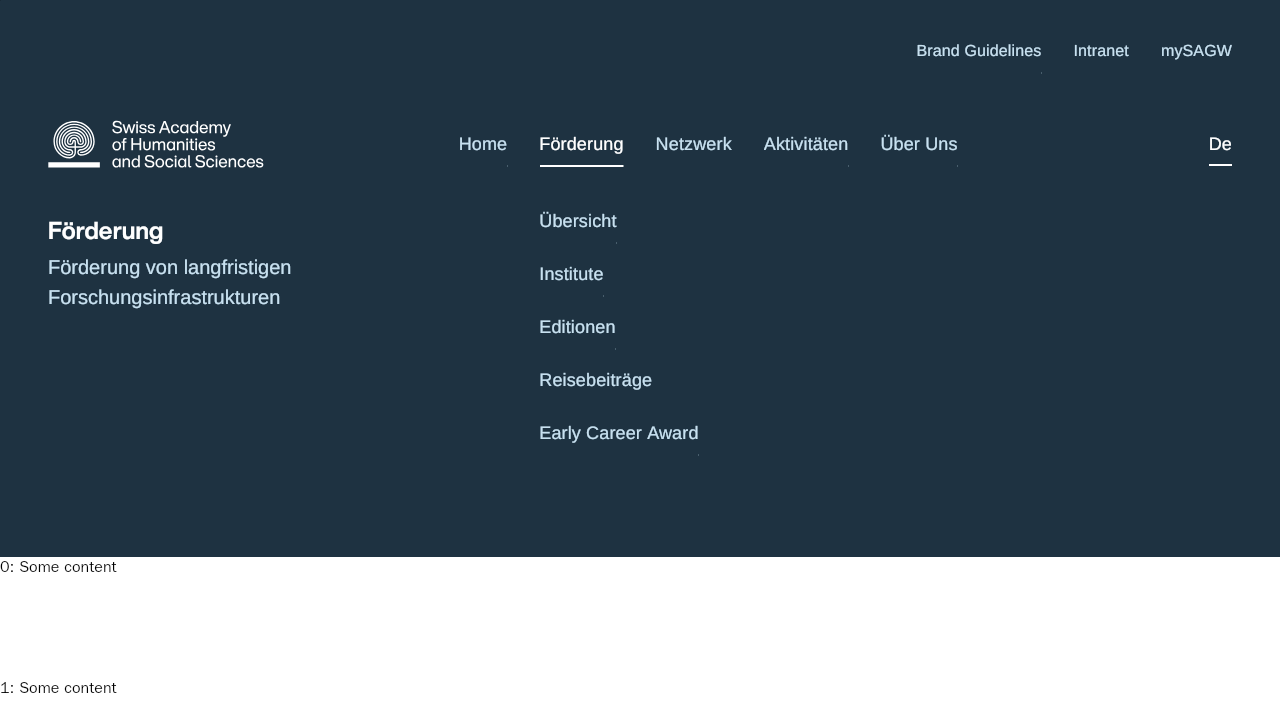 Brand Guidelines Intranet mySAGW
Swiss Academy
of Humanities
and Social Sciences
Home Förderung Netzwerk Aktivitäten Über Uns De
Förderung
Förderung von langfristigen
Forschungsinfrastrukturen
Übersicht
Institute
Editionen
Reisebeiträge
Early Career Award
0: Some content
1: Some content